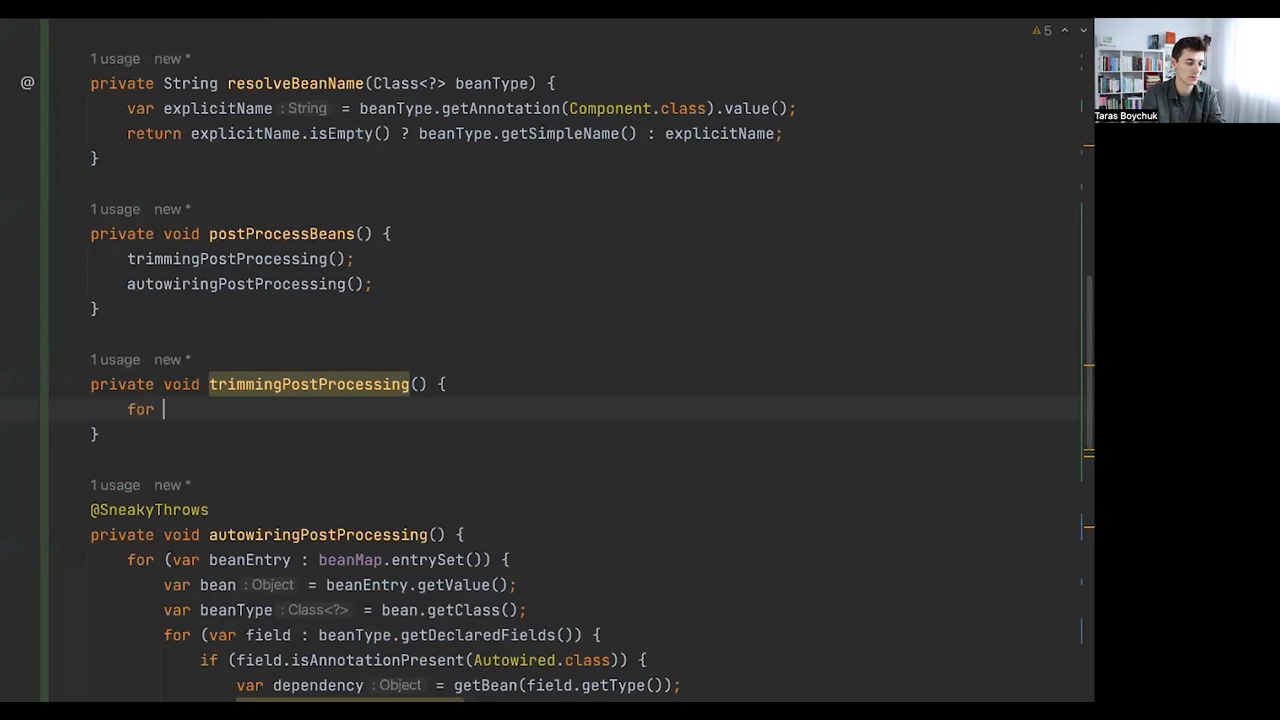 5
1 usage new *
private String resolveBeanName(Class<?> beanType) {
@
var explicitName : String = beanType.getAnnotation(Component.class).value();
return explicitName.isEmpty() ? beanType.getSimpleName() : explicitName;
}
1 usage new *
private void postProcessBeans() {
trimmingPostProcessing();
autowiringPostProcessing();
}
1 usage new *
private void trimmingPostProcessing() {
for
}
1 usage new *
@SneakyThrows
private void autowiringPostProcessing() {
for (var beanEntry : beanMap.entrySet()) {
var bean : Object = beanEntry.getValue();
var beanType : Class<?> = bean.getClass();
for (var field : beanType.getDeclaredFields()) {
if (field.isAnnotationPresent(Autowired.class)) {
var dependency : Object = getBean(field.getType());
Taras Boychuk